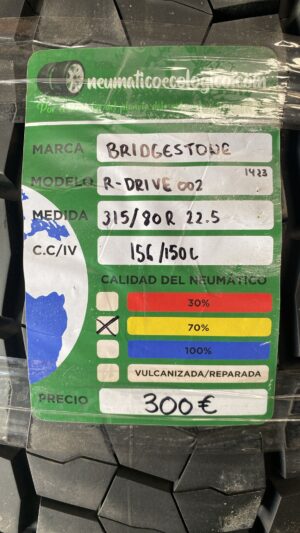 neumaticoecologico.com
MARCA BRIDGESTONE
MODELO R-DRIVE 002 1423
MEDIDA 315/80R 22.5
C.C/IV 156/150L
CALIDAD DEL NEUMÁTICO
30%
70%
100%
VULCANIZADA/REPARADA
PRECIO 300€